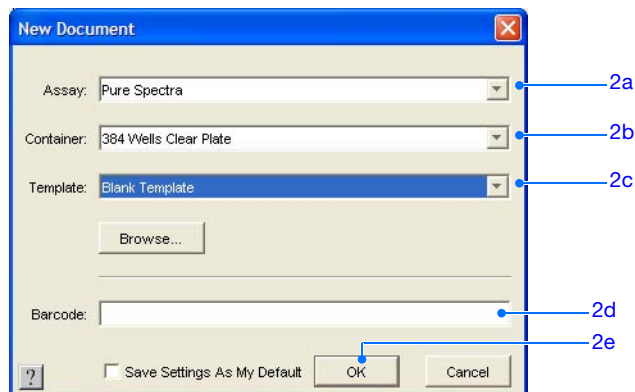 New Document
Assay: Pure Spectra 2a
Container: 384 Wells Clear Plate 2b
Template: Blank Template 2c
Browse...
Barcode: 2d
2e
? Save Settings As My Default OK Cancel